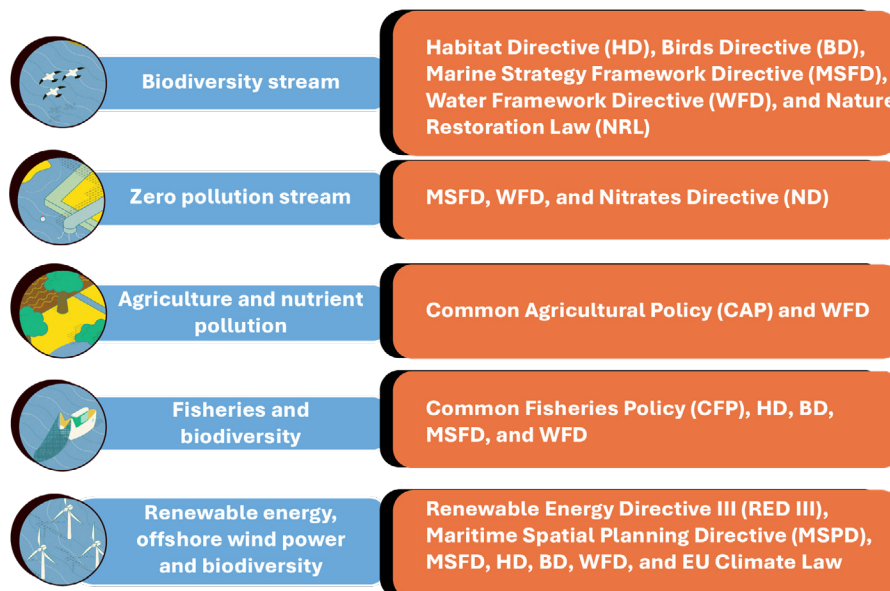 Biodiversity stream
Habitat Directive (HD), Birds Directive (BD),
Marine Strategy Framework Directive (MSFD),
Water Framework Directive (WFD), and Nature
Restoration Law (NRL)
Zero pollution stream
MSFD, WFD, and Nitrates Directive (ND)
Agriculture and nutrient
pollution
Common Agricultural Policy (CAP) and WFD
Fisheries and
biodiversity
Common Fisheries Policy (CFP), HD, BD,
MSFD, and WFD
Renewable energy,
offshore wind power
and biodiversity
Renewable Energy Directive III (RED III),
Maritime Spatial Planning Directive (MSPD),
MSFD, HD, BD, WFD, and EU Climate Law